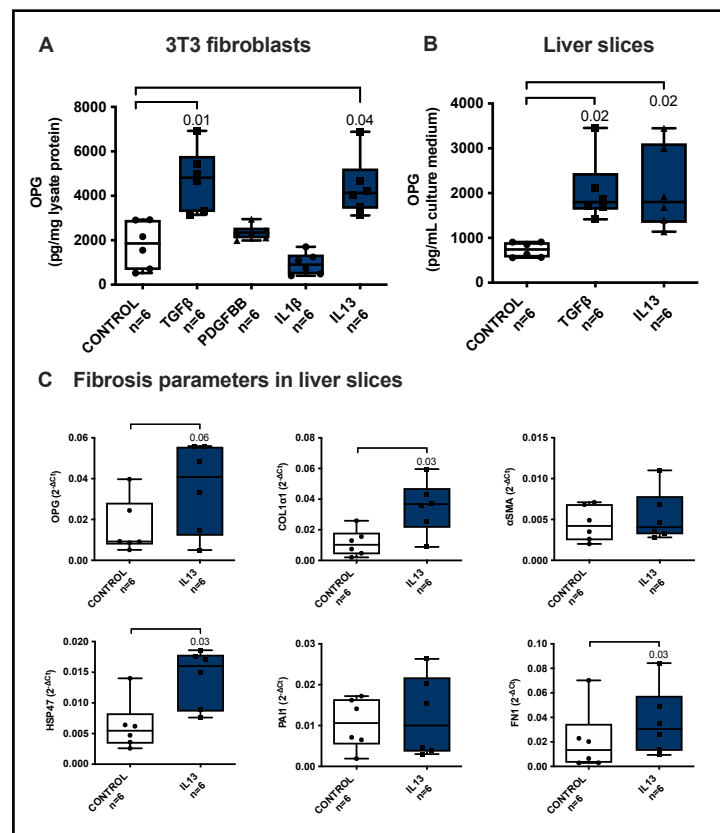 A 3T3 fibroblasts
OPG
(pg/mg lysate protein)
8000
6000
4000
2000
0
0.01
0.04
CONTROL
n=6
TGFβ
n=6
PDGFBB
n=6
IL1β
n=6
IL13
n=6
B Liver slices
OPG
(pg/mL culture medium)
4000
3000
2000
1000
0
0.02
0.02
CONTROL
n=6
TGFβ
n=6
IL13
n=6
C Fibrosis parameters in liver slices
OPG (2-ΔCt)
0.06
0.04
0.02
0.00
0.06
CONTROL
n=6
IL13
n=6
COL1α1 (2-ΔCt)
0.08
0.06
0.04
0.02
0.00
0.03
CONTROL
n=6
IL13
n=6
αSMA (2-ΔCt)
0.015
0.010
0.005
0.000
CONTROL
n=6
IL13
n=6
HSP47 (2-ΔCt)
0.020
0.015
0.010
0.005
0.000
0.03
CONTROL
n=6
IL13
n=6
PAI1 (2-ΔCt)
0.03
0.02
0.01
0.00
CONTROL
n=6
IL13
n=6
FN1 (2-ΔCt)
0.10
0.08
0.06
0.04
0.02
0.00
0.03
CONTROL
n=6
IL13
n=6